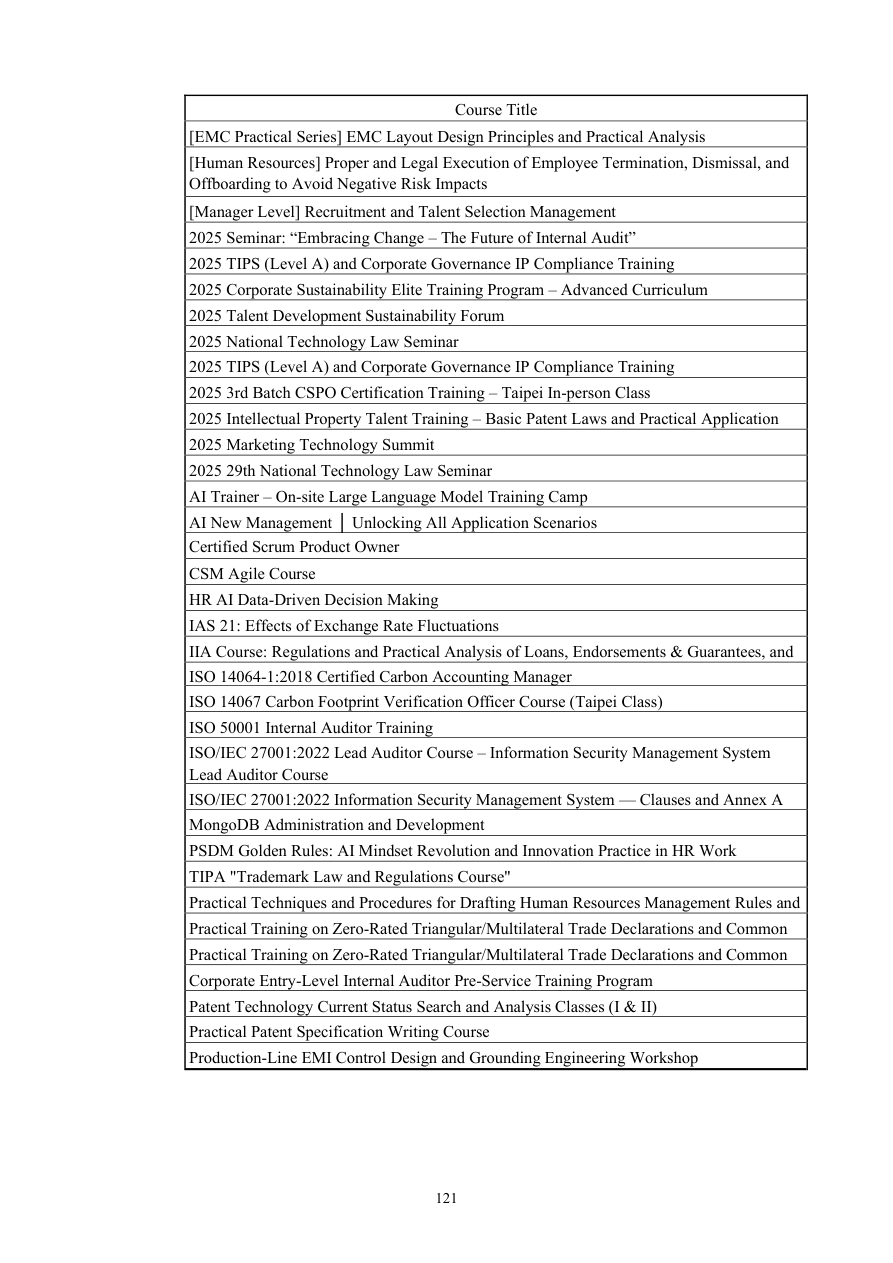 Course Title
[EMC Practical Series] EMC Layout Design Principles and Practical Analysis
[Human Resources] Proper and Legal Execution of Employee Termination, Dismissal, and
Offboarding to Avoid Negative Risk Impacts
[Manager Level] Recruitment and Talent Selection Management
2025 Seminar: “Embracing Change – The Future of Internal Audit”
2025 TIPS (Level A) and Corporate Governance IP Compliance Training
2025 Corporate Sustainability Elite Training Program – Advanced Curriculum
2025 Talent Development Sustainability Forum
2025 National Technology Law Seminar
2025 TIPS (Level A) and Corporate Governance IP Compliance Training
2025 3rd Batch CSPO Certification Training – Taipei In-person Class
2025 Intellectual Property Talent Training – Basic Patent Laws and Practical Application
2025 Marketing Technology Summit
2025 29th National Technology Law Seminar
AI Trainer – On-site Large Language Model Training Camp
AI New Management │ Unlocking All Application Scenarios
Certified Scrum Product Owner
CSM Agile Course
HR AI Data-Driven Decision Making
IAS 21: Effects of Exchange Rate Fluctuations
IIA Course: Regulations and Practical Analysis of Loans, Endorsements & Guarantees, and
ISO 14064-1:2018 Certified Carbon Accounting Manager
ISO 14067 Carbon Footprint Verification Officer Course (Taipei Class)
ISO 50001 Internal Auditor Training
ISO/IEC 27001:2022 Lead Auditor Course – Information Security Management System
Lead Auditor Course
ISO/IEC 27001:2022 Information Security Management System — Clauses and Annex A
MongoDB Administration and Development
PSDM Golden Rules: AI Mindset Revolution and Innovation Practice in HR Work
TIPA "Trademark Law and Regulations Course"
Practical Techniques and Procedures for Drafting Human Resources Management Rules and
Practical Training on Zero-Rated Triangular/Multilateral Trade Declarations and Common
Practical Training on Zero-Rated Triangular/Multilateral Trade Declarations and Common
Corporate Entry-Level Internal Auditor Pre-Service Training Program
Patent Technology Current Status Search and Analysis Classes (I & II)
Practical Patent Specification Writing Course
Production-Line EMI Control Design and Grounding Engineering Workshop
121